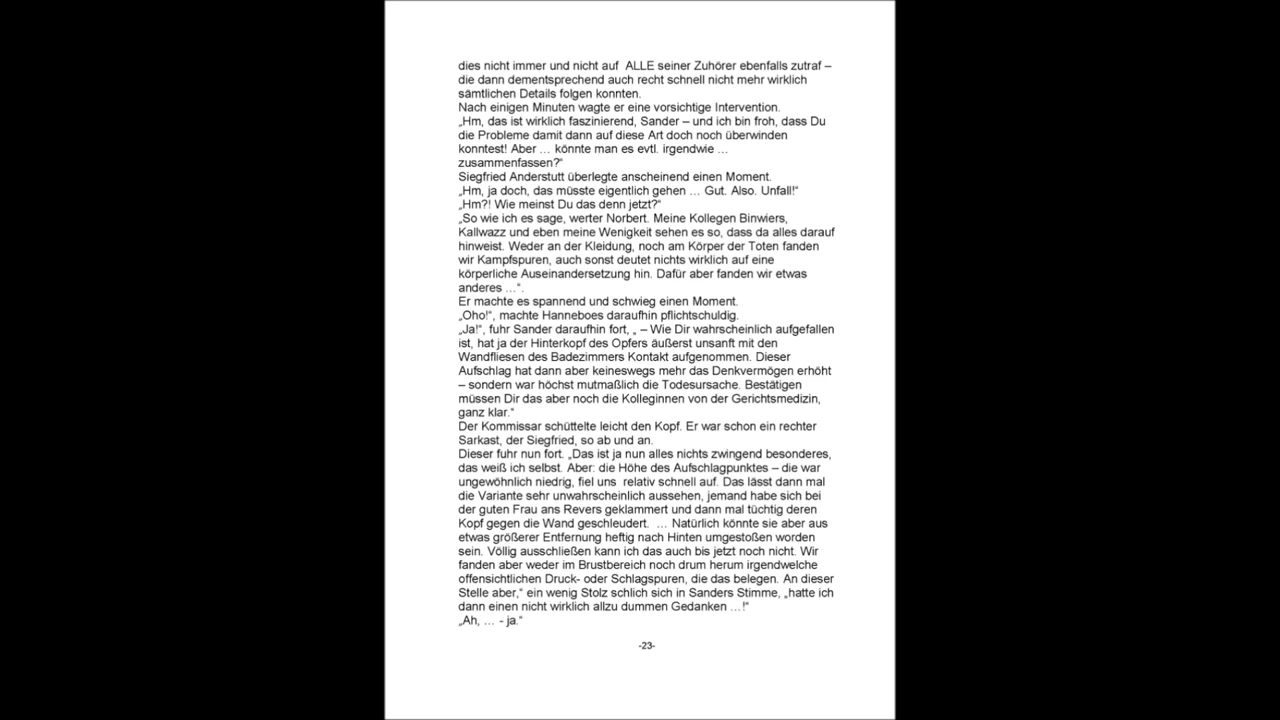 dies nicht immer und nicht auf  ALLE seiner Zuhörer ebenfalls zutraf –
die dann dementsprechend auch recht schnell nicht mehr wirklich
sämtlichen Details folgen konnten.
Nach einigen Minuten wagte er eine vorsichtige Intervention.
„Hm, das ist wirklich faszinierend, Sander – und ich bin froh, dass Du
die Probleme damit dann auf diese Art doch noch überwinden
konntest! Aber … könnte man es evtl. irgendwie …
zusammenfassen?“
Siegfried Anderstutt überlegte anscheinend einen Moment.
„Hm, ja doch, das müsste eigentlich gehen … Gut. Also. Unfall!“
„Hm?! Wie meinst Du das denn jetzt?“
„So wie ich es sage, werter Norbert. Meine Kollegen Binwiers,
Kallwazz und eben meine Wenigkeit sehen es so, dass da alles darauf
hinweist. Weder an der Kleidung, noch am Körper der Toten fanden
wir Kampfspuren, auch sonst deutet nichts wirklich auf eine
körperliche Auseinandersetzung hin. Dafür aber fanden wir etwas
anderes …“.
Er machte es spannend und schwieg einen Moment.
„Oho!“, machte Hanneboes daraufhin pflichtschuldig.
„Ja!“, fuhr Sander daraufhin fort, „ – Wie Dir wahrscheinlich aufgefallen
ist, hat ja der Hinterkopf des Opfers äußerst unsanft mit den
Wandfliesen des Badezimmers Kontakt aufgenommen. Dieser
Aufschlag hat dann aber keineswegs mehr das Denkvermögen erhöht
– sondern war höchst mutmaßlich die Todesursache. Bestätigen
müssen Dir das aber noch die Kolleginnen von der Gerichtsmedizin,
ganz klar.“
Der Kommissar schüttelte leicht den Kopf. Er war schon ein rechter
Sarkast, der Siegfried, so ab und an.
Dieser fuhr nun fort. „Das ist ja nun alles nichts zwingend besonderes,
das weiß ich selbst. Aber: die Höhe des Aufschlagpunktes – die war
ungewöhnlich niedrig, fiel uns  relativ schnell auf. Das lässt dann mal
die Variante sehr unwahrscheinlich aussehen, jemand habe sich bei
der guten Frau ans Revers geklammert und dann mal tüchtig deren
Kopf gegen die Wand geschleudert.  … Natürlich könnte sie aber aus
etwas größerer Entfernung heftig nach Hinten umgestoßen worden
sein. Völlig ausschließen kann ich das auch bis jetzt noch nicht. Wir
fanden aber weder im Brustbereich noch drum herum irgendwelche
offensichtlichen Druck- oder Schlagspuren, die das belegen. An dieser
Stelle aber,“ ein wenig Stolz schlich sich in Sanders Stimme, „hatte ich
dann einen nicht wirklich allzu dummen Gedanken …!“
„Ah, … - ja.“
-23-